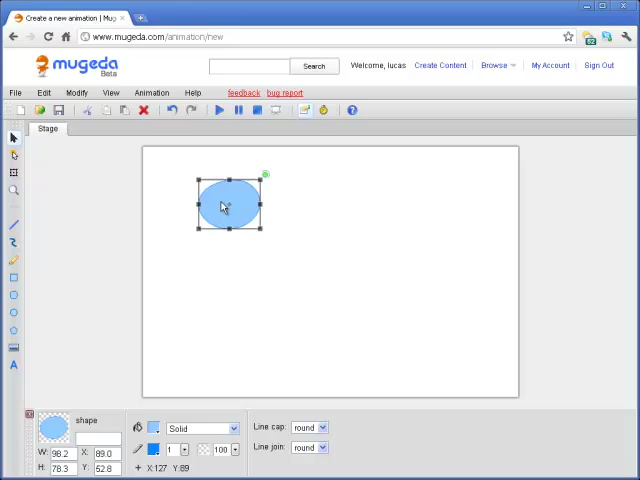 Create a new animation | Mug
www.mugeda.com/animation/new
mugeda
Beta
Search
Welcome, lucas
Create Content
Browse
My Account
Sign Out
File
Edit
Modify
View
Animation
Help
feedback
bug report
Stage
A
shape
Solid
Line cap:
round
W:
98.2
X:
89.0
1
100
Line join:
round
H:
78.3
Y:
52.8
X:127
Y:69